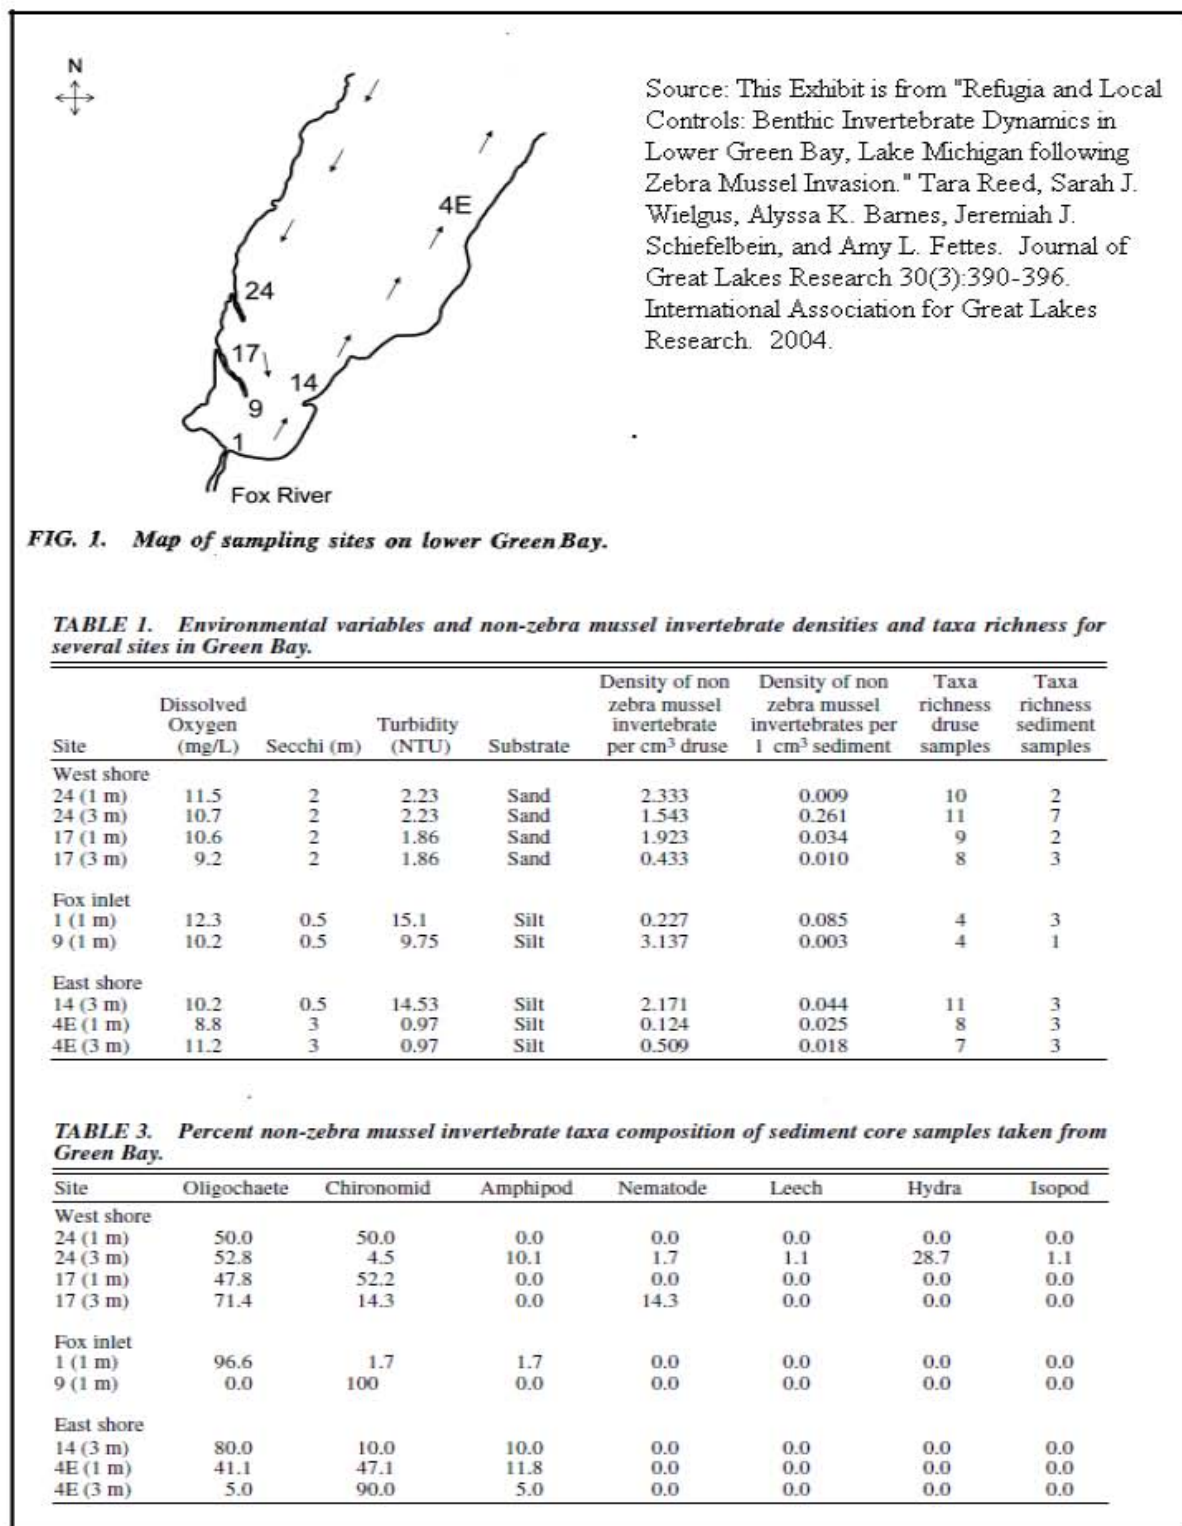 N
Source: This Exhibit is from "Refugia and Local
Controls: Benthic Invertebrate Dynamics in
Lower Green Bay, Lake Michigan following
Zebra Mussel Invasion." Tara Reed, Sarah J.
Wielgus, Alyssa K. Barnes, Jeremiah J.
Schiefelbein, and Amy L. Fettes. Journal of
Great Lakes Research 30(3):390-396.
International Association for Great Lakes
Research. 2004.
4E
24
17
14
9
1
Fox River
FIG. 1. Map of sampling sites on lower Green Bay.
TABLE 1. Environmental variables and non-zebra mussel invertebrate densities and taxa richness for
several sites in Green Bay.
Density of non Density of non Taxa Taxa
Dissolved zebra mussel zebra mussel richness richness
Oxygen Turbidity invertebrate invertebrates per druse sediment
Site (mg/L) Secchi (m) (NTU) Substrate per cm³ druse 1 cm³ sediment samples samples
West shore
24 (1 m) 11.5 2 2.23 Sand 2.333 0.009 10 2
24 (3 m) 10.7 2 2.23 Sand 1.543 0.261 11 7
17 (1 m) 10.6 2 1.86 Sand 1.923 0.034 9 2
17 (3 m) 9.2 2 1.86 Sand 0.433 0.010 8 3
Fox inlet
1 (1 m) 12.3 0.5 15.1 Silt 0.227 0.085 4 3
9 (1 m) 10.2 0.5 9.75 Silt 3.137 0.003 4 1
East shore
14 (3 m) 10.2 0.5 14.53 Silt 2.171 0.044 11 3
4E (1 m) 8.8 3 0.97 Silt 0.124 0.025 8 3
4E (3 m) 11.2 3 0.97 Silt 0.509 0.018 7 3
TABLE 3. Percent non-zebra mussel invertebrate taxa composition of sediment core samples taken from
Green Bay.
Site Oligochaete Chironomid Amphipod Nematode Leech Hydra Isopod
West shore
24 (1 m) 50.0 50.0 0.0 0.0 0.0 0.0 0.0
24 (3 m) 52.8 4.5 10.1 1.7 1.1 28.7 1.1
17 (1 m) 47.8 52.2 0.0 0.0 0.0 0.0 0.0
17 (3 m) 71.4 14.3 0.0 14.3 0.0 0.0 0.0
Fox inlet
1 (1 m) 96.6 1.7 1.7 0.0 0.0 0.0 0.0
9 (1 m) 0.0 100 0.0 0.0 0.0 0.0 0.0
East shore
14 (3 m) 80.0 10.0 10.0 0.0 0.0 0.0 0.0
4E (1 m) 41.1 47.1 11.8 0.0 0.0 0.0 0.0
4E (3 m) 5.0 90.0 5.0 0.0 0.0 0.0 0.0